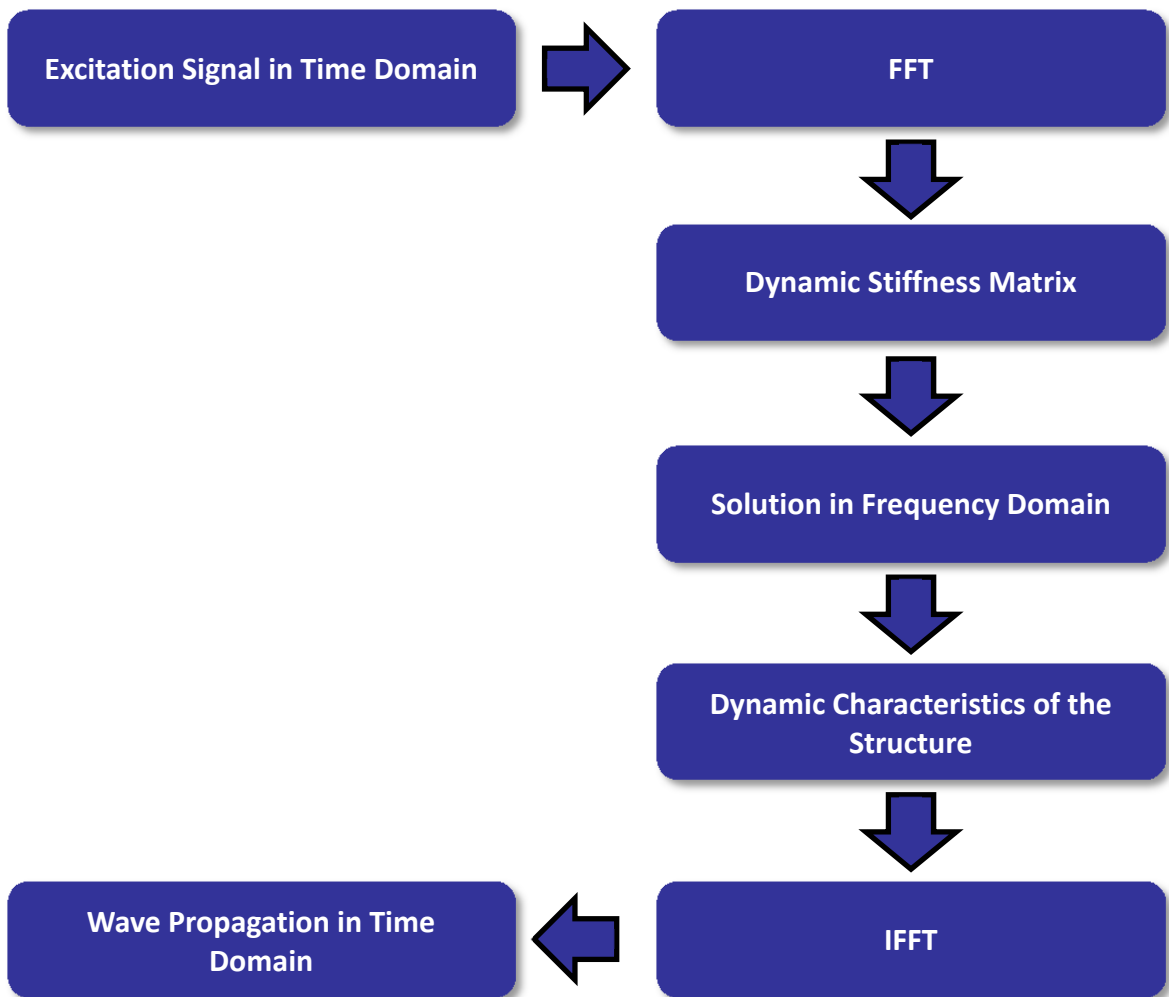 Excitation Signal in Time Domain
FFT
Dynamic Stiffness Matrix
Solution in Frequency Domain
Dynamic Characteristics of the
Structure
IFFT
Wave Propagation in Time
Domain